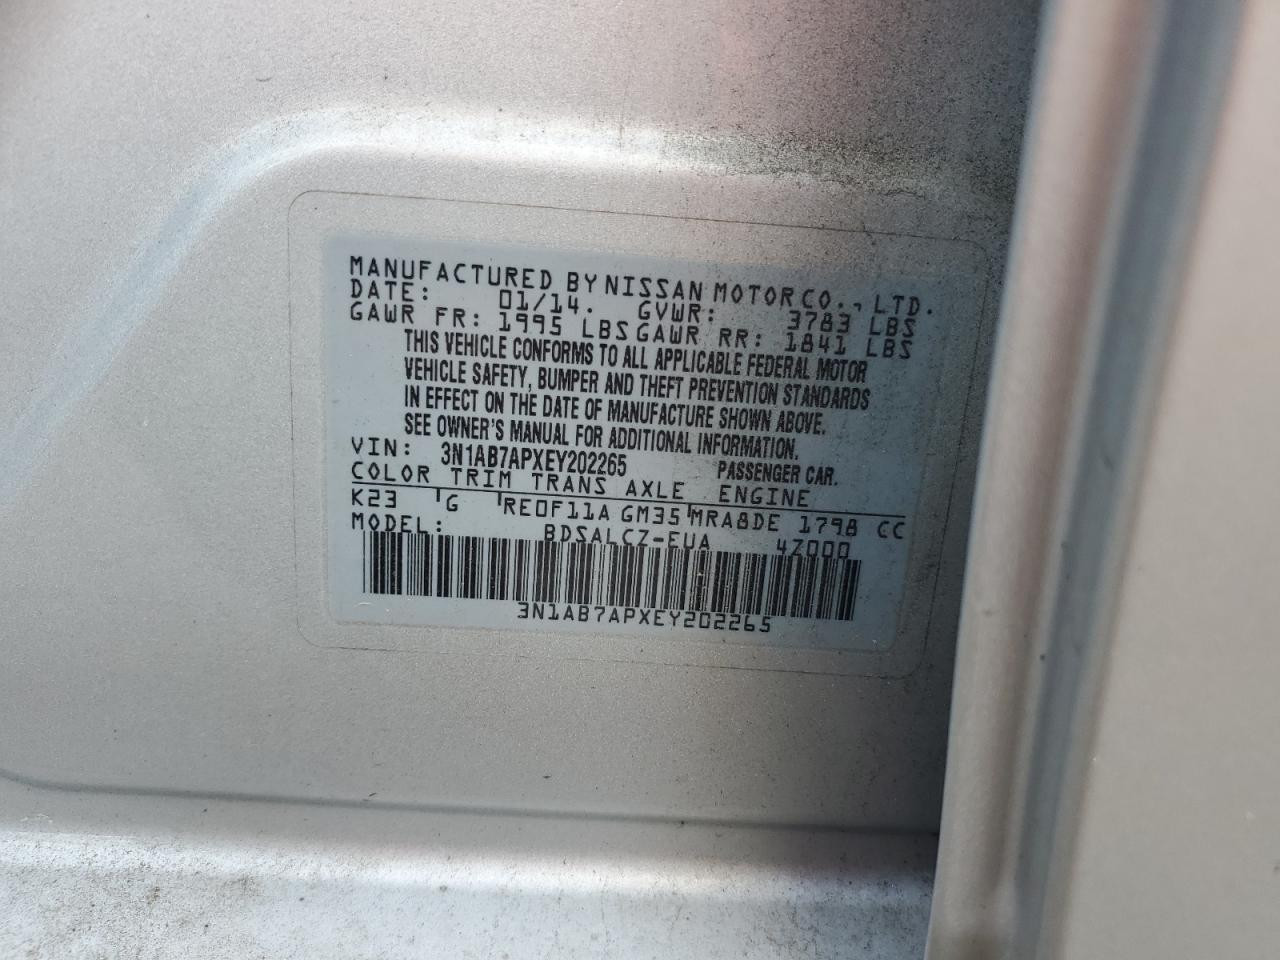 MANUFACTURED BY NISSAN MOTOR CO., LTD.
DATE: 01/14. GVWR: 3783 LBS
GAWR FR: 1995 LBS GAWR RR: 1841 LBS
THIS VEHICLE CONFORMS TO ALL APPLICABLE FEDERAL MOTOR
VEHICLE SAFETY, BUMPER AND THEFT PREVENTION STANDARDS
IN EFFECT ON THE DATE OF MANUFACTURE SHOWN ABOVE.
SEE OWNER'S MANUAL FOR ADDITIONAL INFORMATION.
VIN: 3N1AB7APXEY202265 PASSENGER CAR.
COLOR TRIM TRANS AXLE ENGINE
K23 G RE0F11A GM35 MRA8DE 1798 CC
MODEL: BDSALCZ-EUA 4Z000
3N1AB7APXEY202265